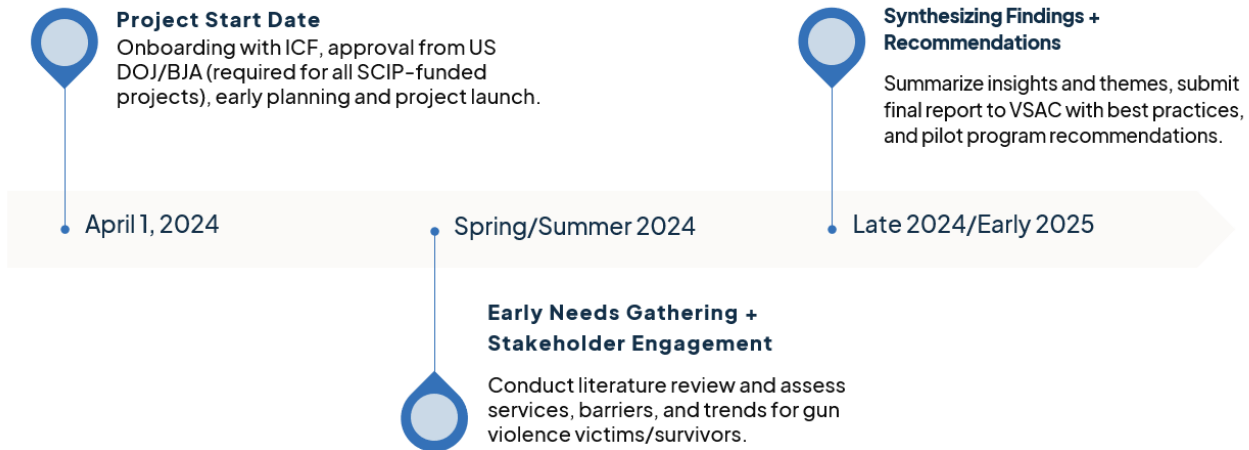 Project Start Date
Onboarding with ICF, approval from US
DOJ/BJA (required for all SCIP-funded
projects), early planning and project launch.
Synthesizing Findings +
Recommendations
Summarize insights and themes, submit
final report to VSAC with best practices,
and pilot program recommendations.
April 1, 2024
Spring/Summer 2024
Late 2024/Early 2025
Early Needs Gathering +
Stakeholder Engagement
Conduct literature review and assess
services, barriers, and trends for gun
violence victims/survivors.